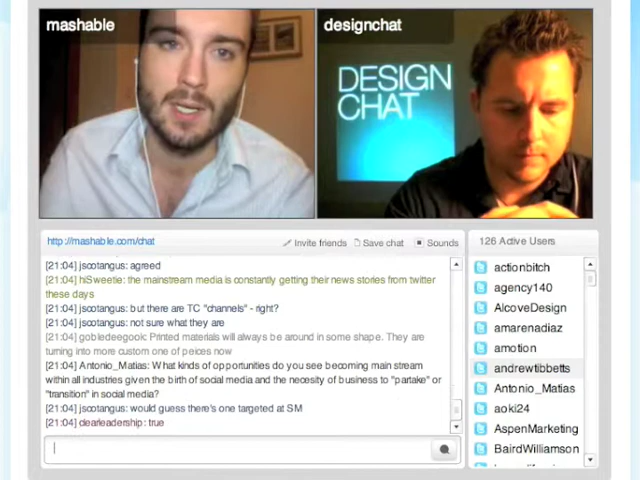 mashable
designchat
DESIGN
CHAT
http://mashable.com/chat
Invite friends
Save chat
Sounds
126 Active Users
[21:04] jscotangus: agreed
[21:04] hiSweetie: the mainstream media is constantly getting their news stories from twitter
these days
[21:04] jscotangus: but there are TC "channels" - right?
[21:04] jscotangus: not sure what they are
[21:04] gobledeegook: Printed materials will always be around in some shape. They are
turning into more custom one of peices now
[21:04] Antonio_Matias: What kinds of opportunities do you see becoming main stream
within all industries given the birth of social media and the necesity of business to "partake" or
"transition" in social media?
[21:04] jscotangus: would guess there's one targeted at SM
[21:04] clearleadership: true
actionbitch
agency140
AlcoveDesign
amarenadiaz
amotion
andrewtibbetts
Antonio_Matias
aoki24
AspenMarketing
BairdWilliamson